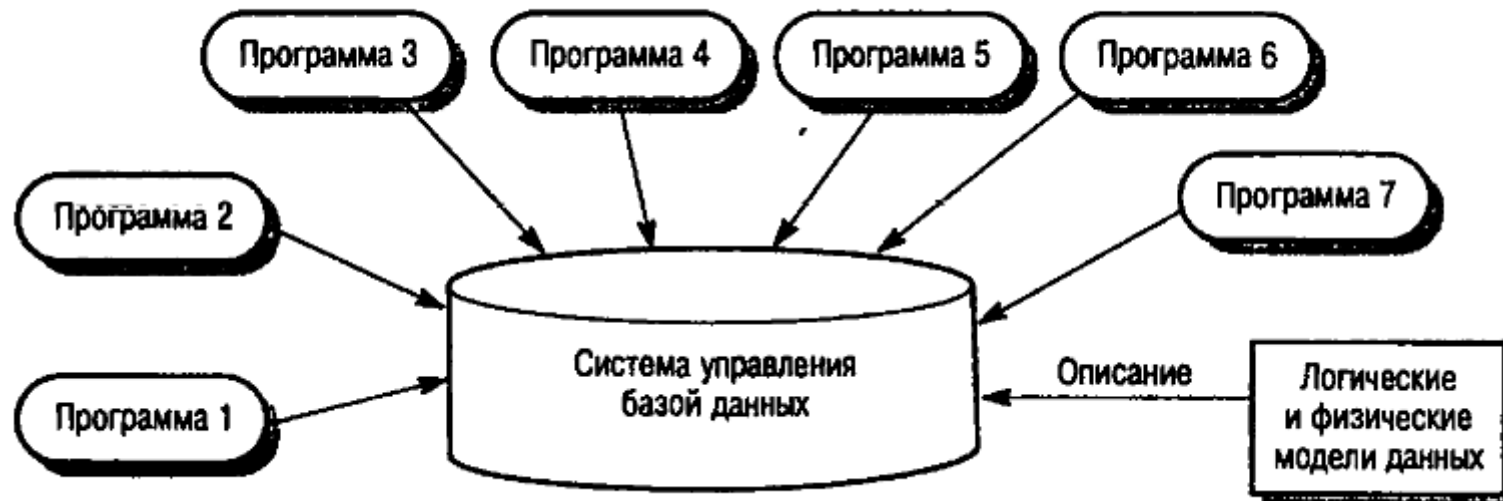 Программа 3
Программа 4
Программа 5
Программа 6
Программа 2
Программа 7
Программа 1
Система управления
базой данных
Описание
Логические
и физические
модели данных